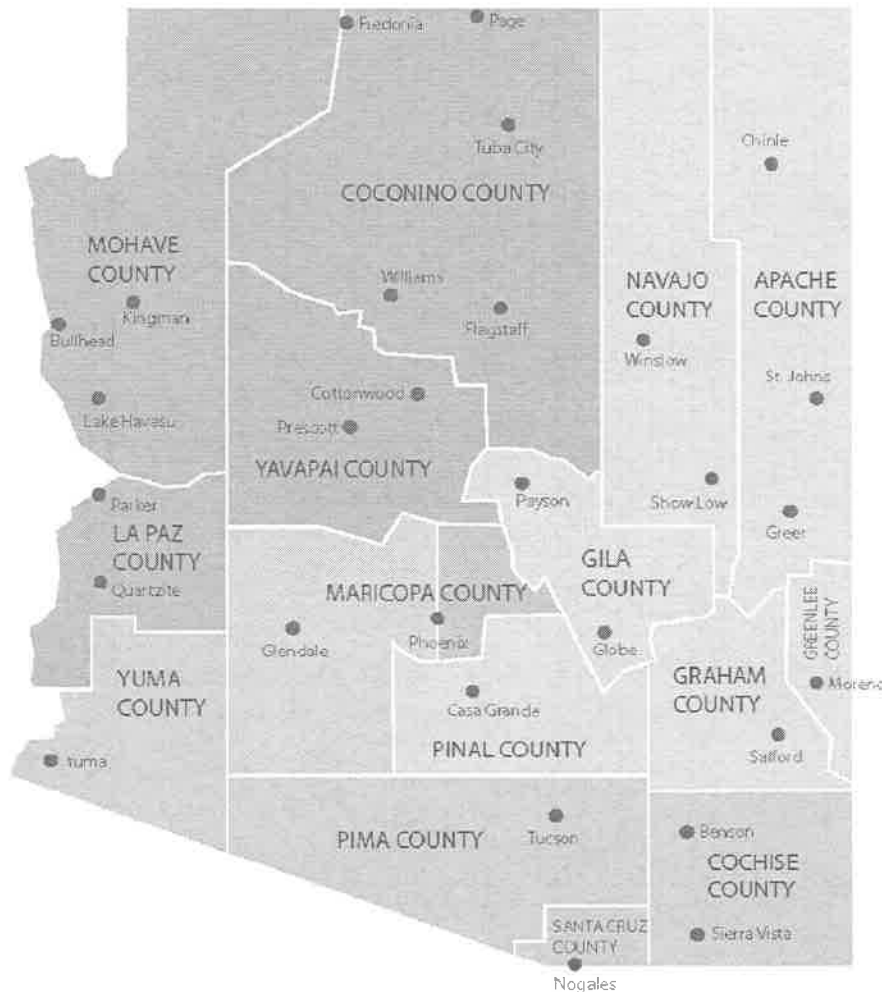 Fredonia
Page
Tuba City
Chinle
COCONINO COUNTY
MOHAVE
COUNTY
Kingman
Bullhead
Lake Havasu
Williams
Flagstaff
NAVAJO
COUNTY
Winslow
APACHE
COUNTY
St. Johns
Cottonwood
Prescott
YAVAPAI COUNTY
Payson
Show Low
Greer
Parker
LA PAZ
COUNTY
Quartzite
MARICOPA COUNTY
Glendale
Phoenix
GILA
COUNTY
Globe
GREENLEE
COUNTY
Morenci
YUMA
COUNTY
Yuma
Casa Grande
PINAL COUNTY
GRAHAM
COUNTY
Safford
PIMA COUNTY
Tucson
Benson
COCHISE
COUNTY
Sierra Vista
SANTA CRUZ
COUNTY
Nogales